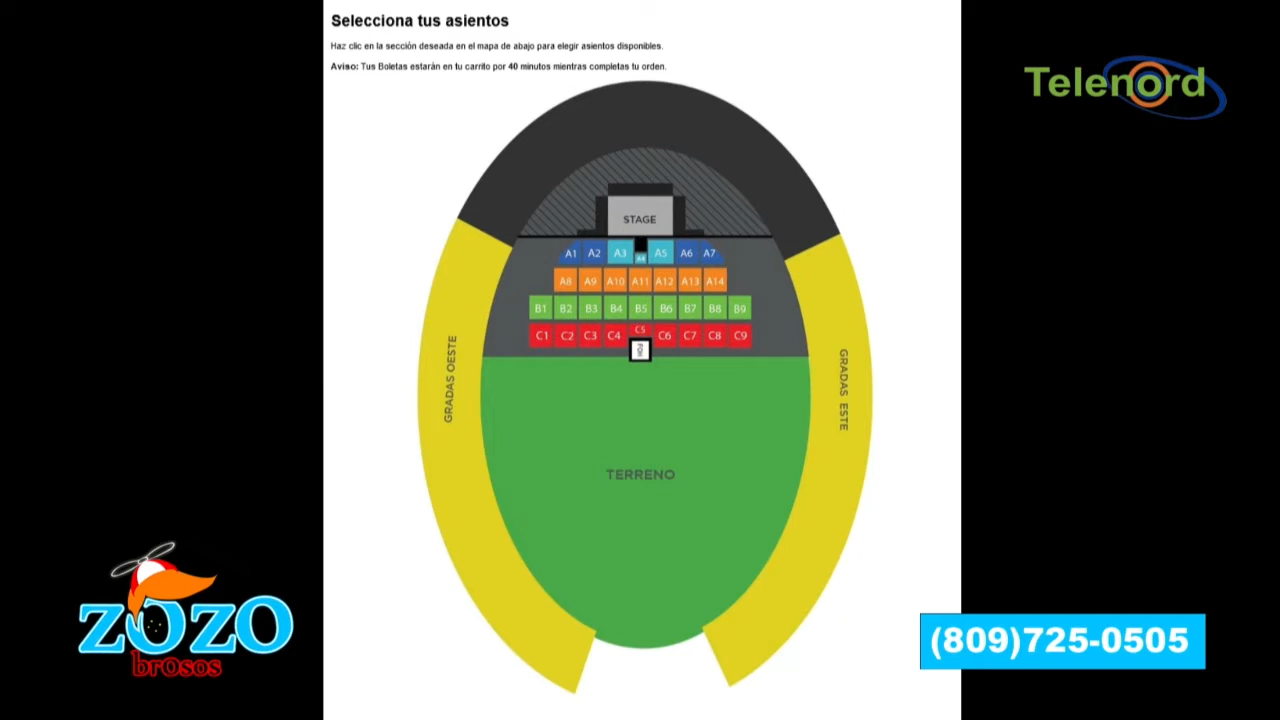 Selecciona tus asientos
Haz clic en la sección deseada en el mapa de abajo para elegir asientos disponibles.
Aviso: Tus Boletas estarán en tu carrito por 40 minutos mientras completas tu orden.
Telenord
STAGE
A1 A2 A3 A4 A5 A6 A7
A8 A9 A10 A11 A12 A13 A14
B1 B2 B3 B4 B5 B6 B7 B8 B9
C1 C2 C3 C4 C5 C6 C7 C8 C9
FOH
GRADAS OESTE
GRADAS ESTE
TERRENO
ZOZO
brOsos
(809)725-0505